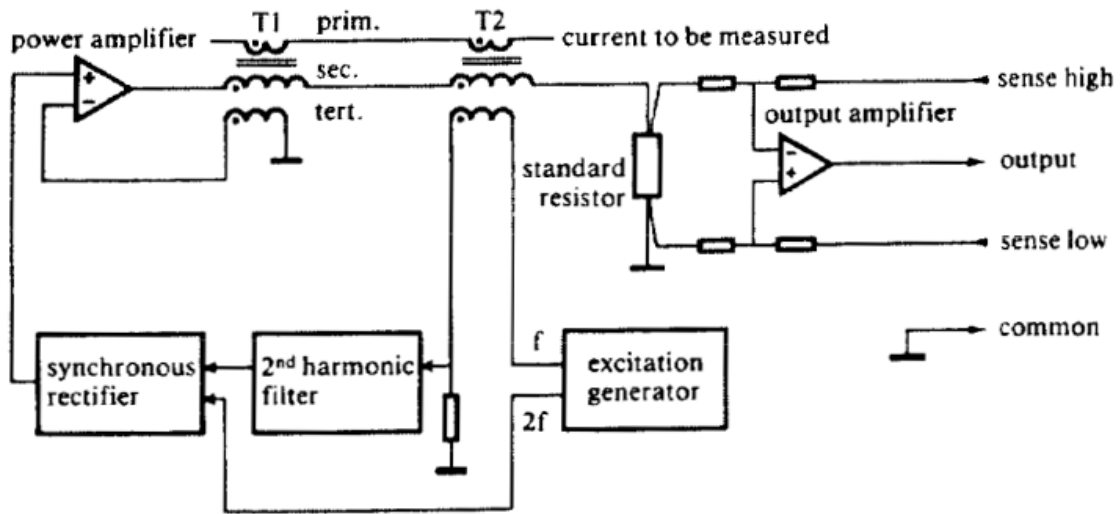 T1
prim.
T2
power amplifier
current to be measured
+
−
sec.
tert.
sense high
output amplifier
−
+
output
standard
resistor
sense low
common
f
2f
synchronous
rectifier
2nd harmonic
filter
excitation
generator